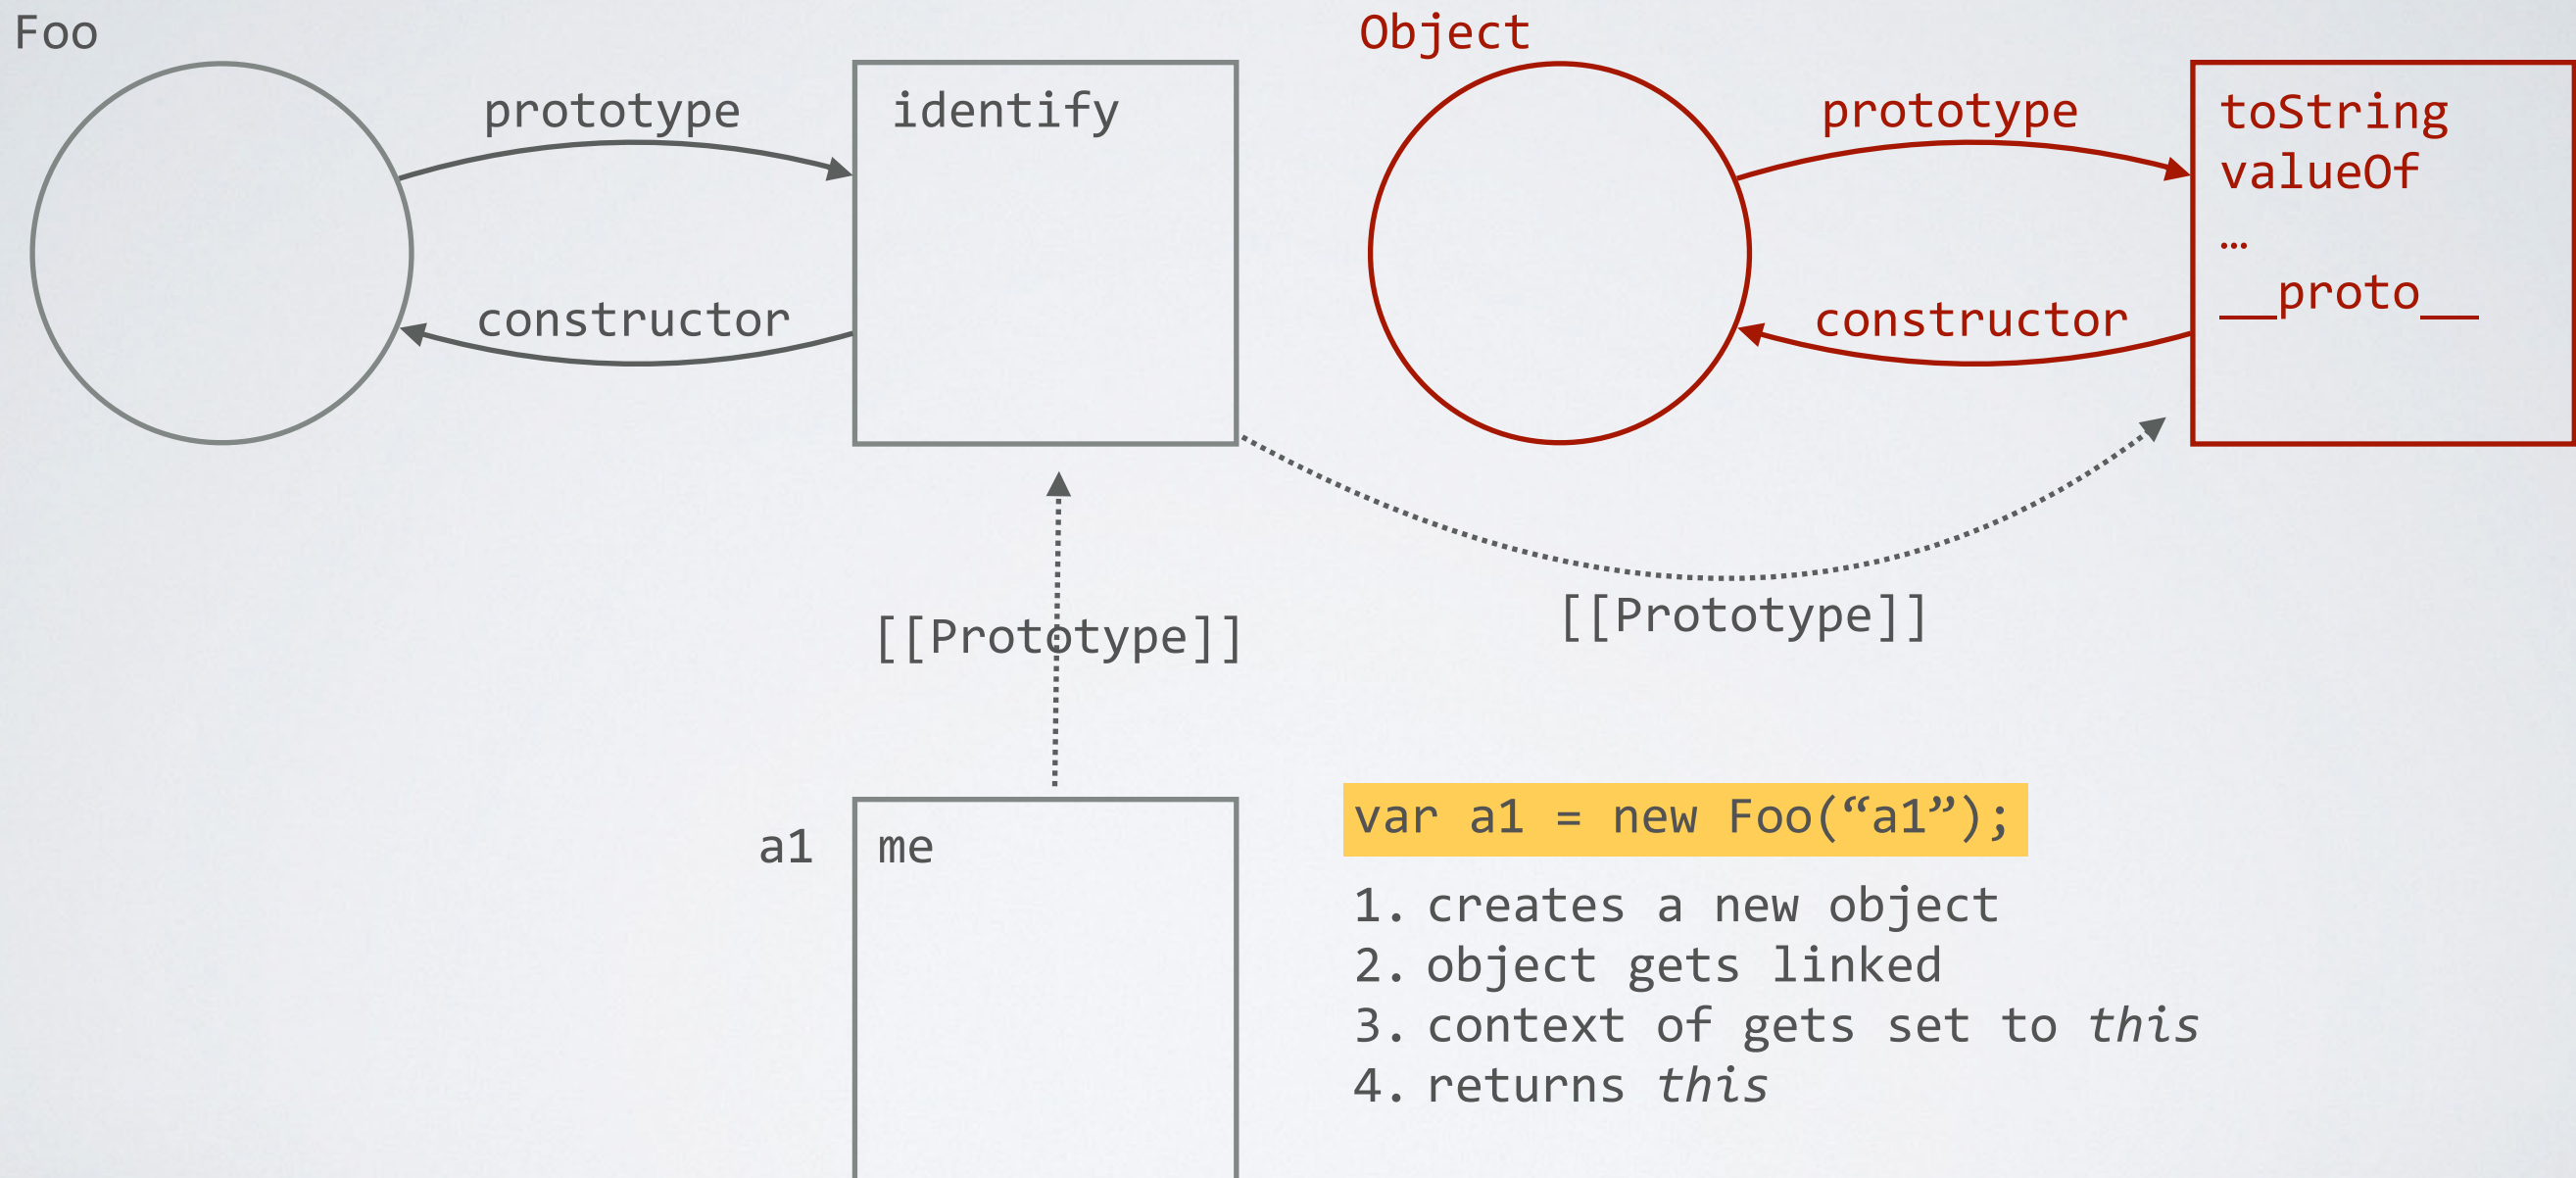 Foo
Object
prototype
identify
prototype
toString
valueOf
…
__proto__
constructor
constructor
[[Prototype]]
[[Prototype]]
a1
me
var a1 = new Foo(“a1”);
1. creates a new object
2. object gets linked
3. context of gets set to this
4. returns this